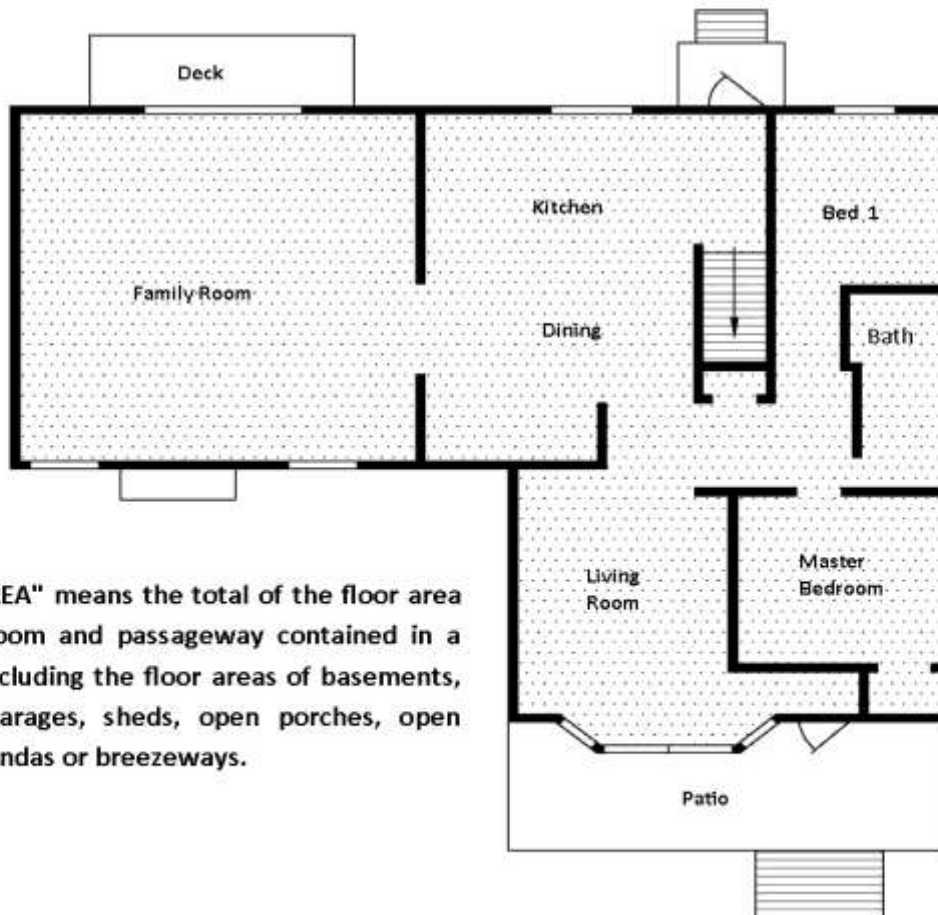 Deck
Kitchen
Bed 1
Family Room
Dining
Bath
Living
Room
Master
Bedroom
EA" means the total of the floor area
oom and passageway contained in a
cluding the floor areas of basements,
arages, sheds, open porches, open
ndas or breezeways.
Patio